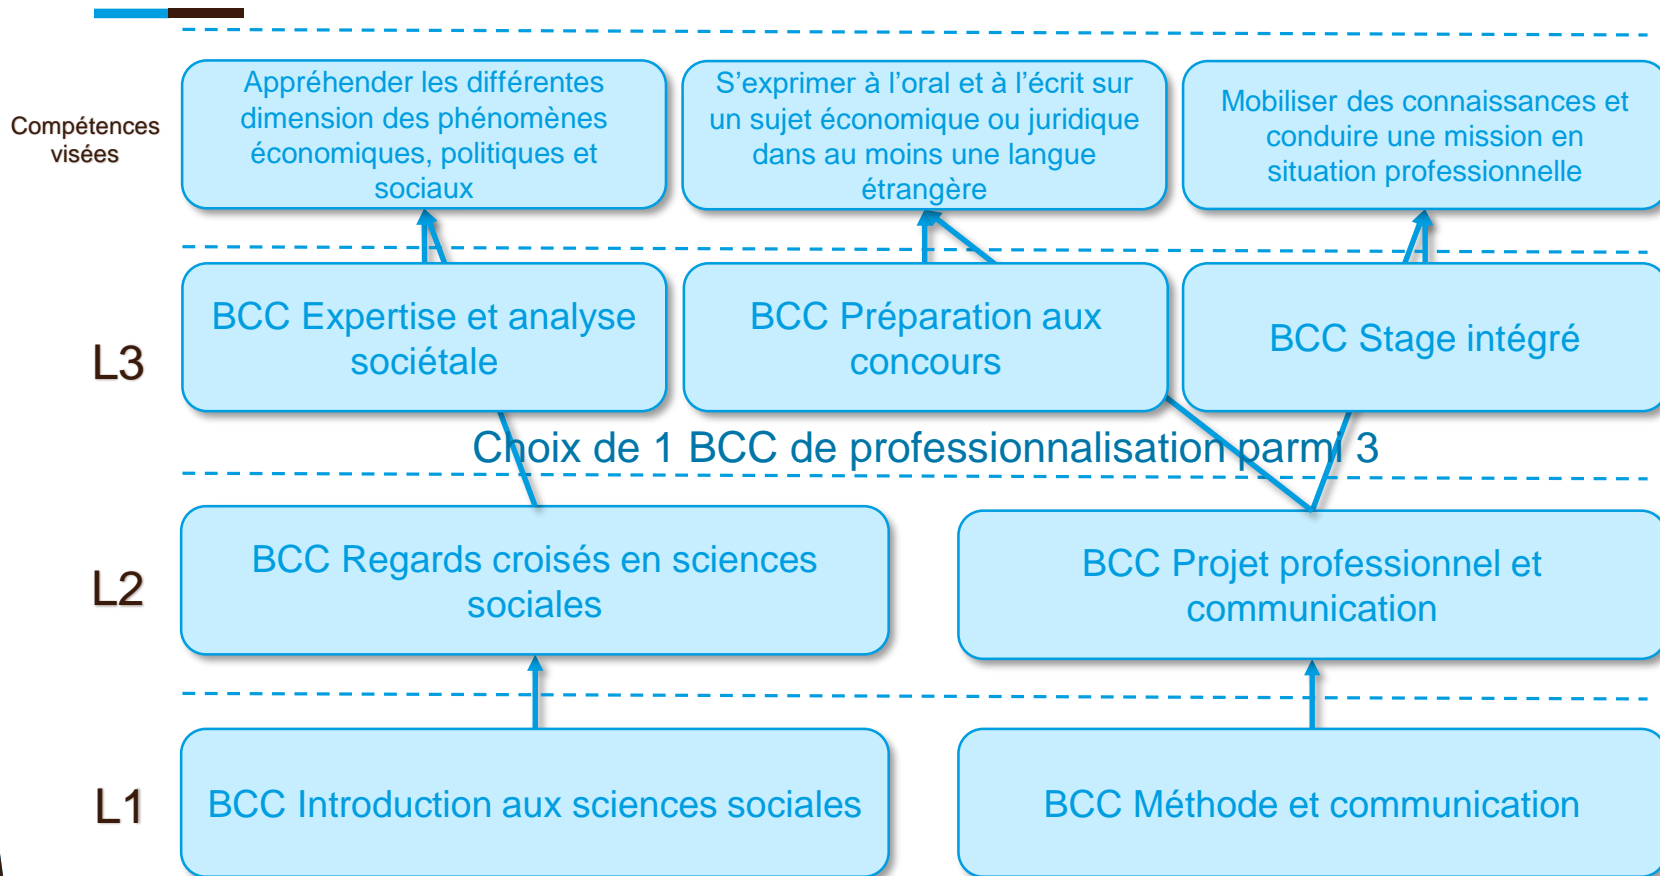 Compétences
visées
Appréhender les différentes
dimension des phénomènes
économiques, politiques et
sociaux
S’exprimer à l’oral et à l’écrit sur
un sujet économique ou juridique
dans au moins une langue
étrangère
Mobiliser des connaissances et
conduire une mission en
situation professionnelle
L3
BCC Expertise et analyse
sociétale
BCC Préparation aux
concours
BCC Stage intégré
Choix de 1 BCC de professionnalisation parmi 3
L2
BCC Regards croisés en sciences
sociales
BCC Projet professionnel et
communication
L1
BCC Introduction aux sciences sociales
BCC Méthode et communication